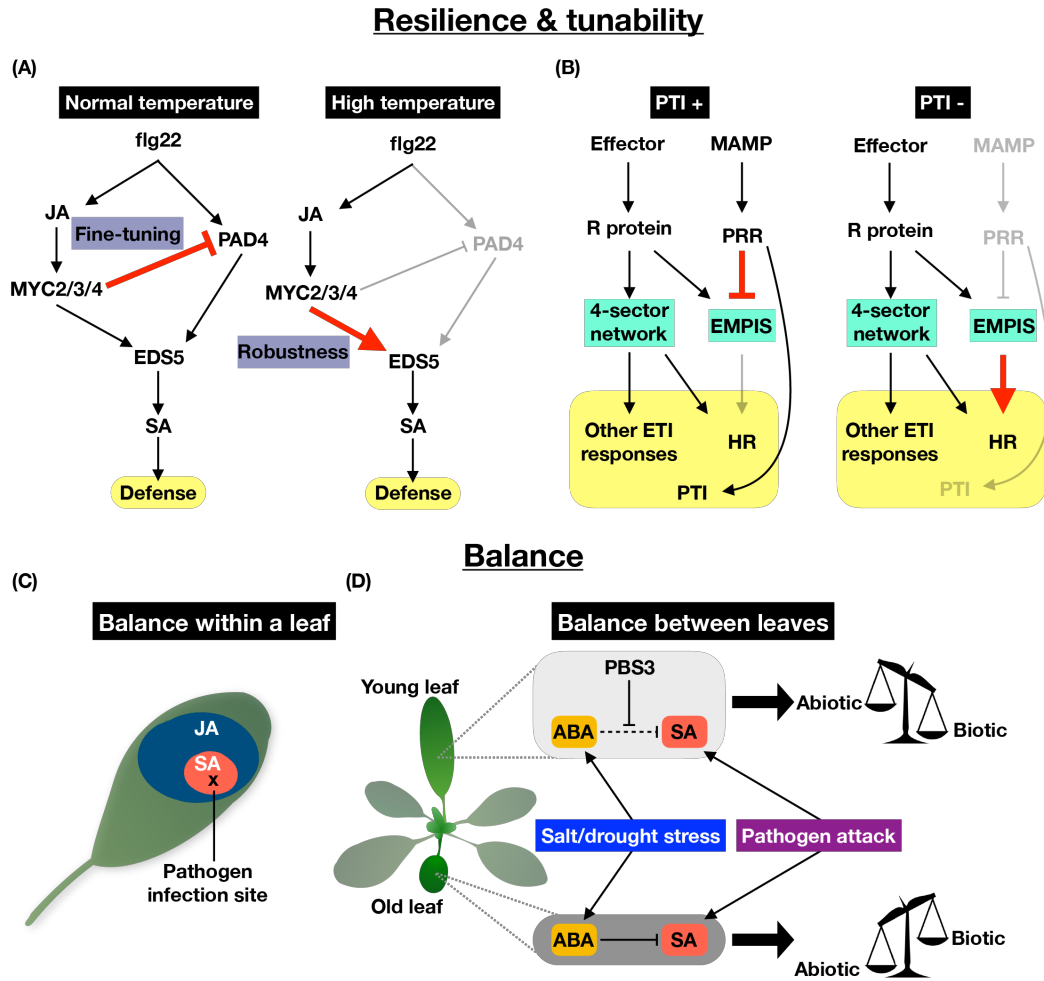 Resilience & tunability
(A)
Normal temperature
flg22
JA
Fine-tuning
PAD4
MYC2/3/4
EDS5
SA
Defense
High temperature
flg22
JA
PAD4
MYC2/3/4
Robustness
EDS5
SA
Defense
(B)
PTI +
Effector
MAMP
R protein
PRR
4-sector
network
EMPIS
Other ETI
responses
HR
PTI
PTI -
Effector
MAMP
R protein
PRR
4-sector
network
EMPIS
Other ETI
responses
HR
PTI
Balance
(C)
Balance within a leaf
JA
SA
x
Pathogen
infection site
(D)
Balance between leaves
Young leaf
PBS3
ABA
SA
Abiotic
Biotic
Salt/drought stress
Pathogen attack
Old leaf
ABA
SA
Biotic
Abiotic